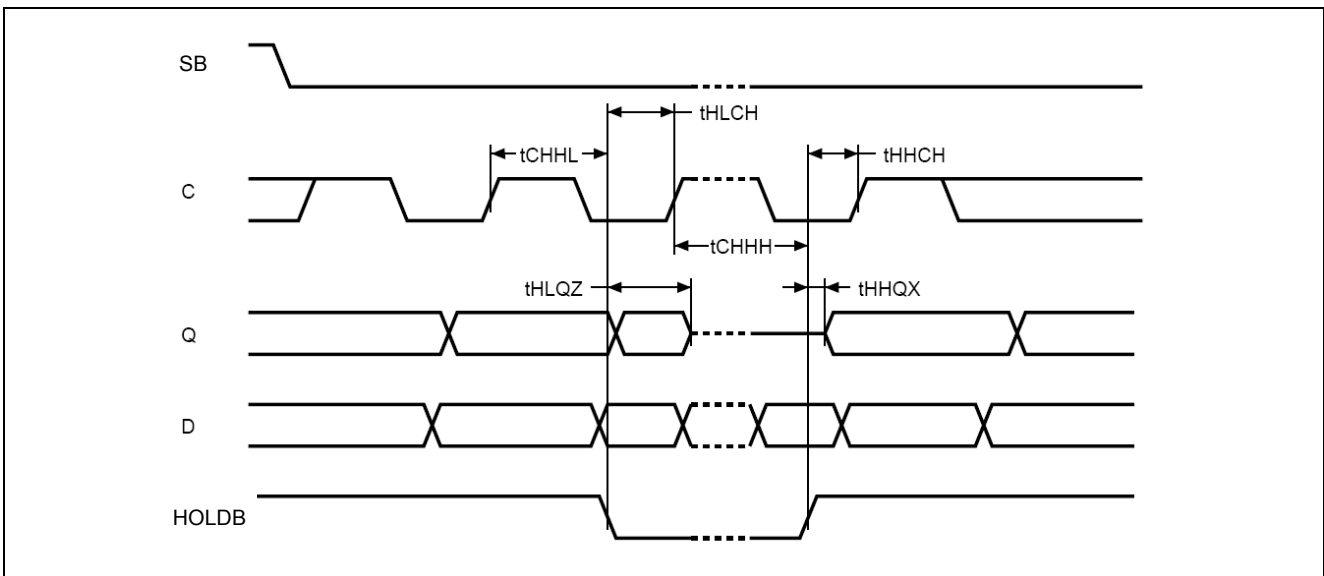 SB
tHLCH
tCHHL
tHHCH
C
tCHHH
tHLQZ
tHHQX
Q
D
HOLDB